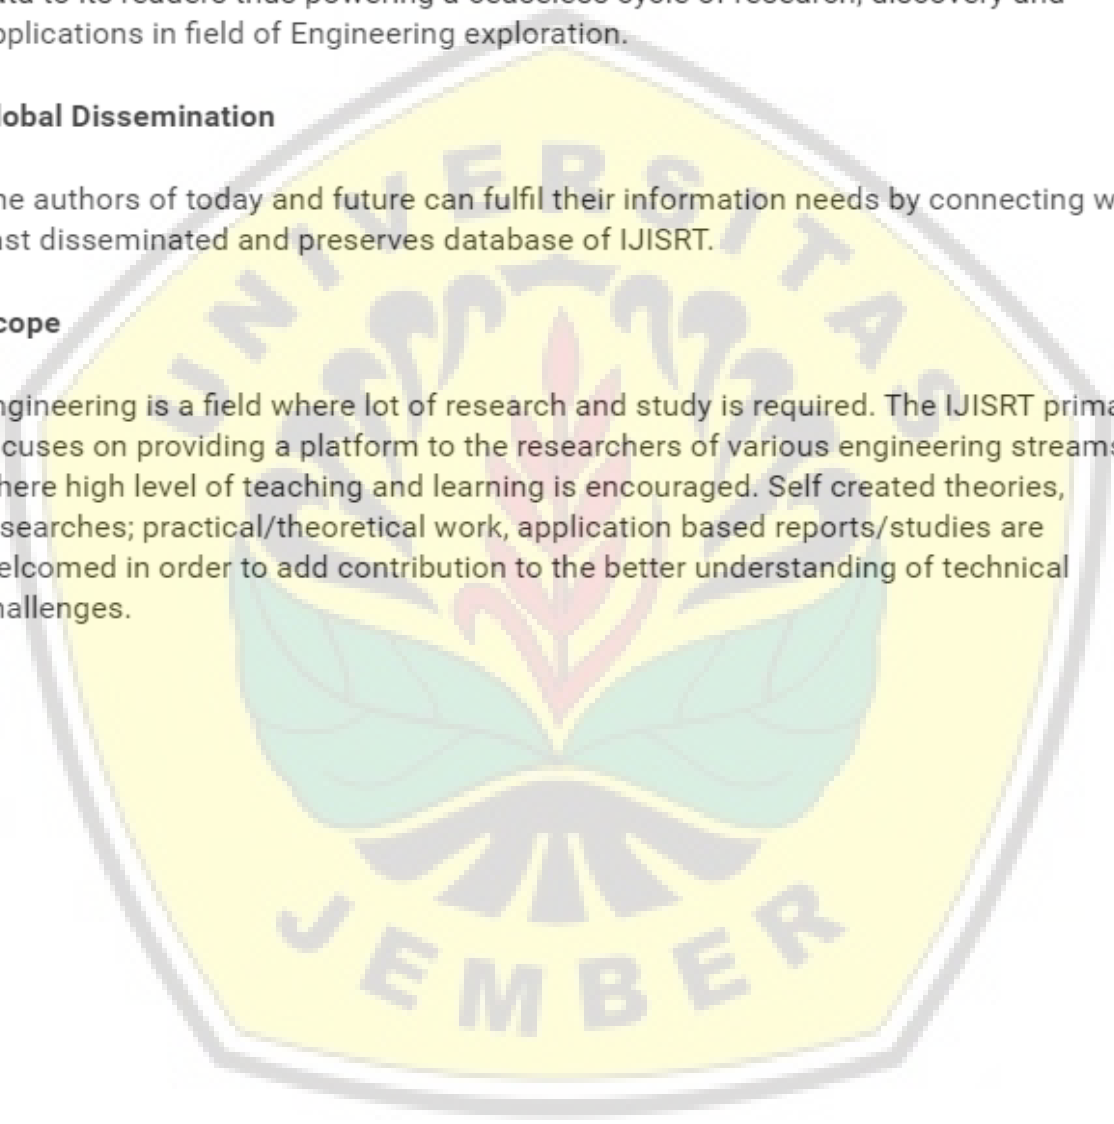 to its readers thus powering a ceaseless cycle of research, discovery and
pplications in field of Engineering exploration.
lobal Dissemination
he authors of today and future can fulfil their information needs by connecting w
ast disseminated and preserves database of IJISRT.
cope
ngineering is a field where lot of research and study is required. The IJISRT prima
cuses on providing a platform to the researchers of various engineering streams
here high level of teaching and learning is encouraged. Self created theories,
searches; practical/theoretical work, application based reports/studies are
elcomed in order to add contribution to the better understanding of technical
hallenges.
UNIVERSITAS
JEMBER